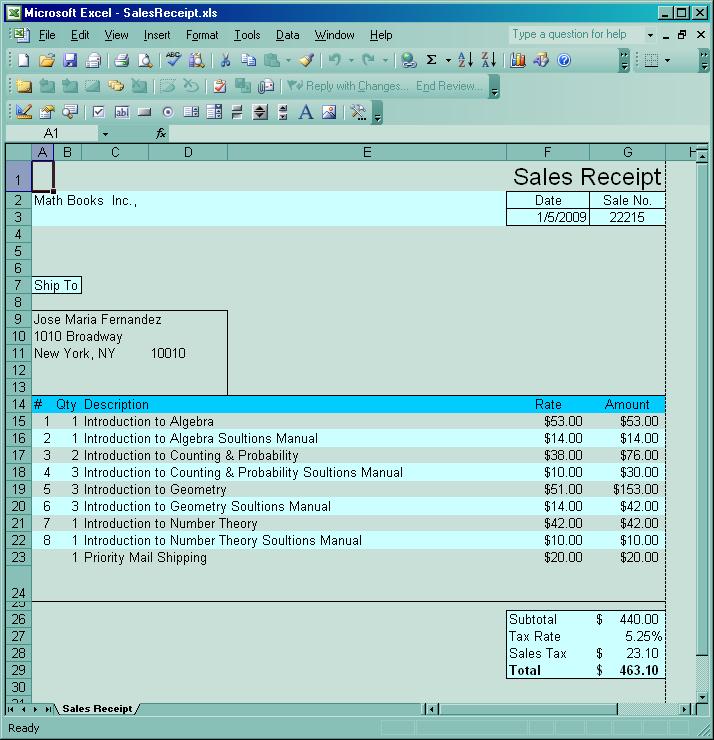 Microsoft Excel - SalesReceipt.xls
File Edit View Insert Format Tools Data Window Help Type a question for help
ABC Σ A Z Z A
Reply with Changes... End Review...
ab| A
A1 fx
A B C D E F G H
1 Sales Receipt
2 Math Books Inc., Date Sale No.
3 1/5/2009 22215
4
5
6
7 Ship To
8
9 Jose Maria Fernandez
10 1010 Broadway
11 New York, NY 10010
12
13
14 # Qty Description Rate Amount
15 1 1 Introduction to Algebra $53.00 $53.00
16 2 1 Introduction to Algebra Soultions Manual $14.00 $14.00
17 3 2 Introduction to Counting & Probability $38.00 $76.00
18 4 3 Introduction to Counting & Probability Soultions Manual $10.00 $30.00
19 5 3 Introduction to Geometry $51.00 $153.00
20 6 3 Introduction to Geometry Soultions Manual $14.00 $42.00
21 7 1 Introduction to Number Theory $42.00 $42.00
22 8 1 Introduction to Number Theory Soultions Manual $10.00 $10.00
23 1 Priority Mail Shipping $20.00 $20.00
24
25
26 Subtotal $ 440.00
27 Tax Rate 5.25%
28 Sales Tax $ 23.10
29 Total $ 463.10
30
31
Sales Receipt
Ready